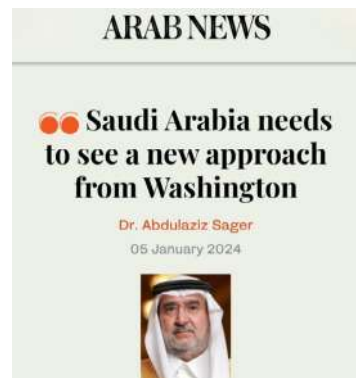 ARAB NEWS
Saudi Arabia needs
to see a new approach
from Washington
Dr. Abdulaziz Sager
05 January 2024